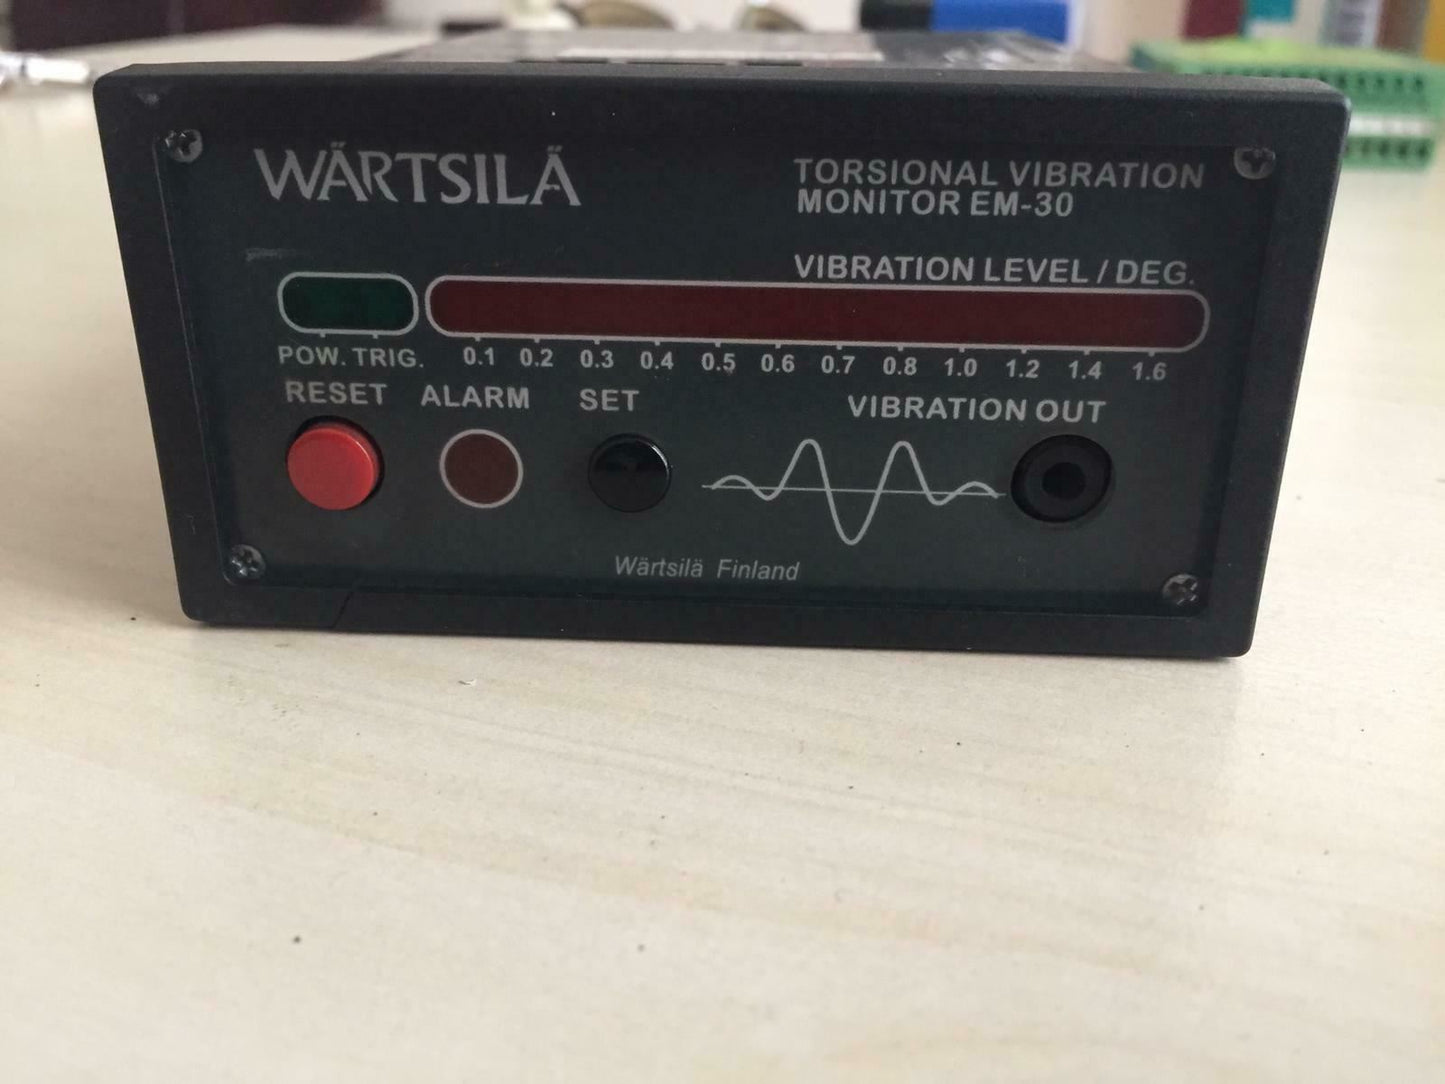 WÄRTSILÄ
TORSIONAL VIBRATION
MONITOR EM-30
VIBRATION LEVEL / DEG.
POW. TRIG.
0.1 0.2 0.3 0.4 0.5 0.6 0.7 0.8 1.0 1.2 1.4 1.6
RESET ALARM SET
VIBRATION OUT
Wärtsilä Finland